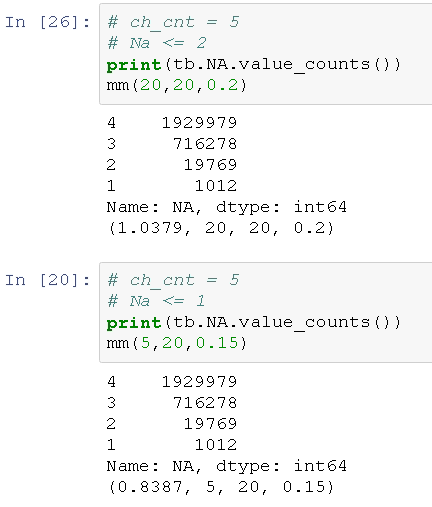 In [26]: # ch_cnt = 5
# Na <= 2
print(tb.NA.value_counts())
mm(20,20,0.2)
4    1929979
3     716278
2      19769
1       1012
Name: NA, dtype: int64
(1.0379, 20, 20, 0.2)
In [20]: # ch_cnt = 5
# Na <= 1
print(tb.NA.value_counts())
mm(5,20,0.15)
4    1929979
3     716278
2      19769
1       1012
Name: NA, dtype: int64
(0.8387, 5, 20, 0.15)